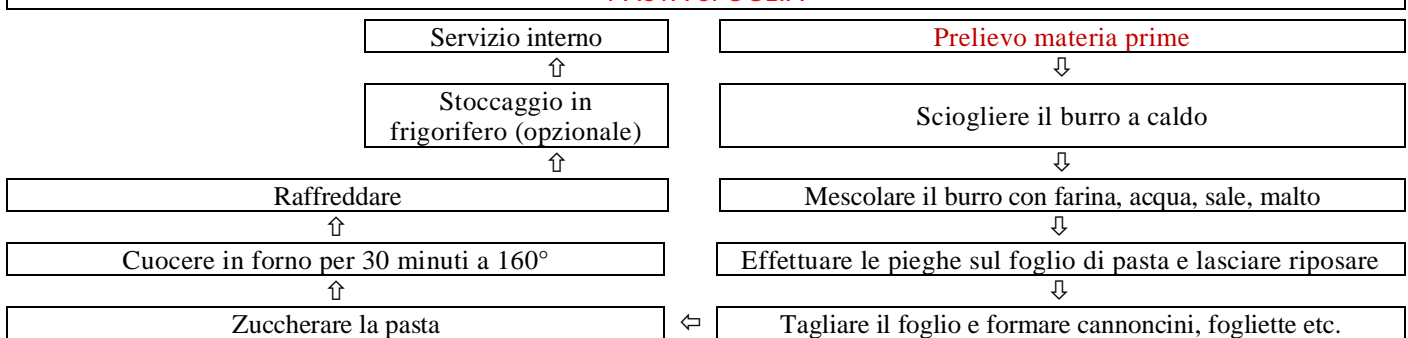 Servizio interno
Prelievo materia prime
⇧
⇩
Stoccaggio in
frigorifero (opzionale)
Sciogliere il burro a caldo
⇧
⇩
Raffreddare
Mescolare il burro con farina, acqua, sale, malto
⇧
⇩
Cuocere in forno per 30 minuti a 160°
Effettuare le pieghe sul foglio di pasta e lasciare riposare
⇧
⇩
Zuccherare la pasta
⇦
Tagliare il foglio e formare cannoncini, fogliette etc.